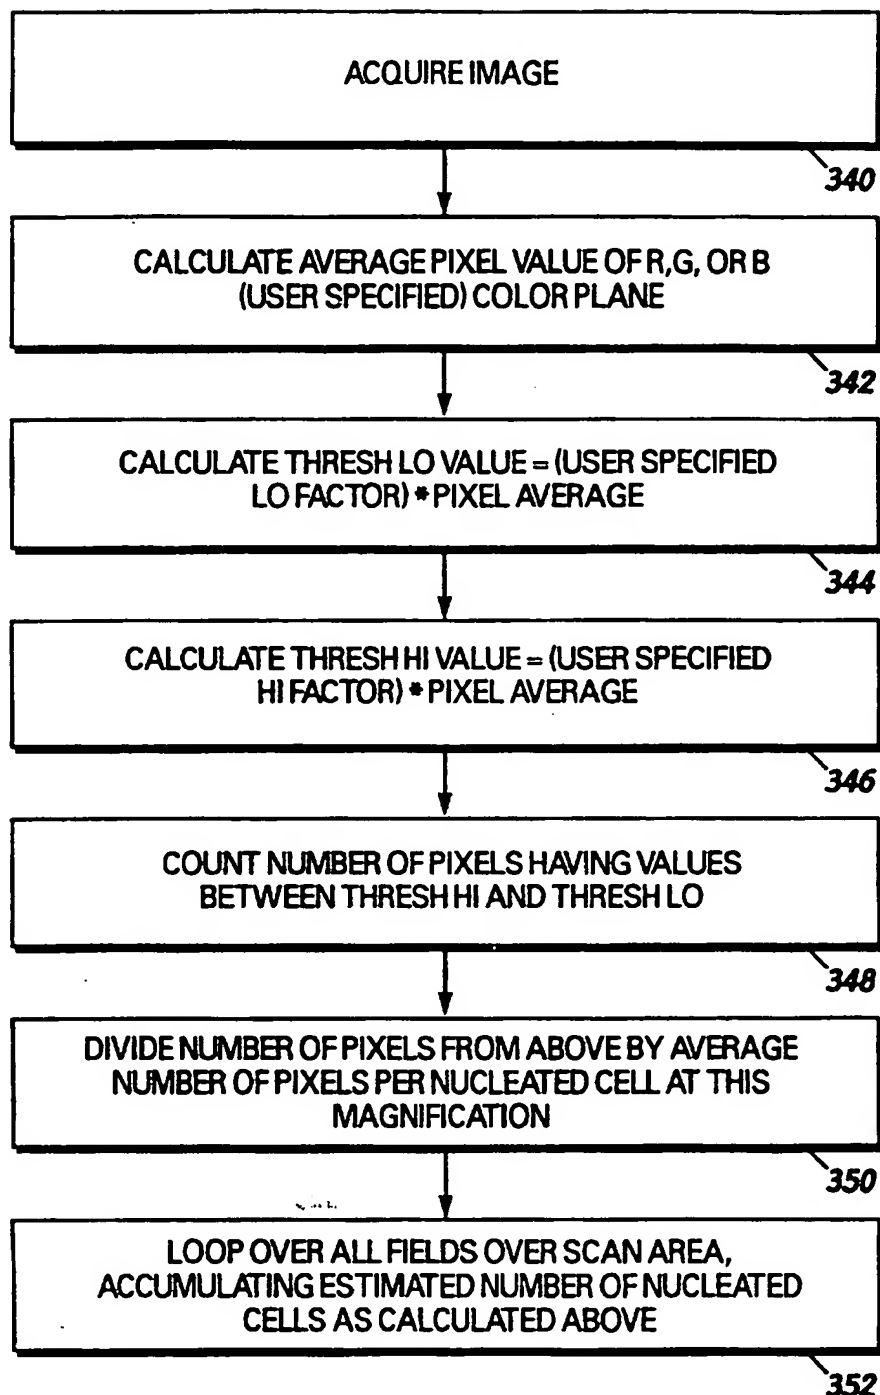 ACQUIRE IMAGE
340
CALCULATE AVERAGE PIXEL VALUE OF R,G, OR B
(USER SPECIFIED) COLOR PLANE
342
CALCULATE THRESH LO VALUE = (USER SPECIFIED
LO FACTOR) * PIXEL AVERAGE
344
CALCULATE THRESH HI VALUE = (USER SPECIFIED
HI FACTOR) * PIXEL AVERAGE
346
COUNT NUMBER OF PIXELS HAVING VALUES
BETWEEN THRESH HI AND THRESH LO
348
DIVIDE NUMBER OF PIXELS FROM ABOVE BY AVERAGE
NUMBER OF PIXELS PER NUCLEATED CELL AT THIS
MAGNIFICATION
350
LOOP OVER ALL FIELDS OVER SCAN AREA,
ACCUMULATING ESTIMATED NUMBER OF NUCLEATED
CELLS AS CALCULATED ABOVE
352